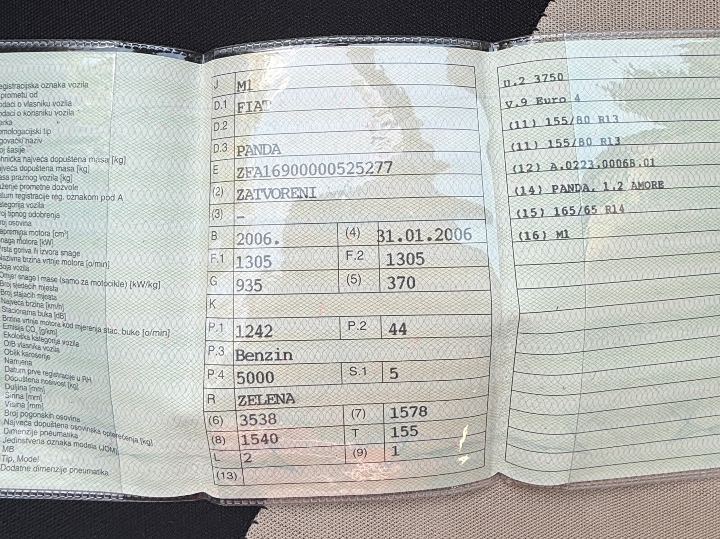 registracijska oznaka vozila
prometu od
podaci o vlasniku vozila
podaci o korisniku vozila
marka
homologacijski tip
trgovački naziv
broj šasije
tehnička najveća dopuštena masa [kg]
najveća dopuštena masa [kg]
masa praznog vozila [kg]
važenje prometne dozvole
datum registracije reg. oznakom pod A
kategorija vozila
broj tipnog odobrenja
broj osovina
zapremina motora [cm³]
snaga motora [kW]
vrsta goriva ili izvora snage
Nazivna brzina vrtnje motora [o/min]
Boja vozila
Omjer snage i mase (samo za motocikle) [kW/kg]
Broj sjedećih mjesta
Broj stajaćih mjesta
Najveća brzina [km/h]
Stacionarna buka [dB]
Brzina vrtnje motora kod mjerenja stac. buke [o/min]
Emisija CO₂ [g/km]
Ekološka kategorija vozila
OIB vlasnika vozila
Oblik karoserije
Namjena
Datum prve registracije u RH
Dopuštena nosivost [kg]
Duljina [mm]
Širina [mm]
Visina [mm]
Broj pogonskih osovina
Najveća dopuštena osovinska opterećenja [kg]
Dimenzije pneumatika
Jedinstvena oznaka modela (JOM)
MB
Tip, Model
Dodatne dimenzije pneumatika
J M1
D.1 FIAT
D.2
D.3 PANDA
E ZFA16900000525277
(2) ZATVORENI
(3) –
B 2006. (4) 31.01.2006
F.1 1305 F.2 1305
G 935 (5) 370
K
P.1 1242 P.2 44
P.3 Benzin
P.4 5000 S.1 5
R ZELENA
(6) 3538 (7) 1578
(8) 1540 T 155
L 2 (9) 1
(13)
U.2 3750
V.9 Euro 4
(11) 155/80 R13
(11) 155/80 R13
(12) A.0223.00068.01
(14) PANDA, 1.2 AMORE
(15) 165/65 R14
(16) M1